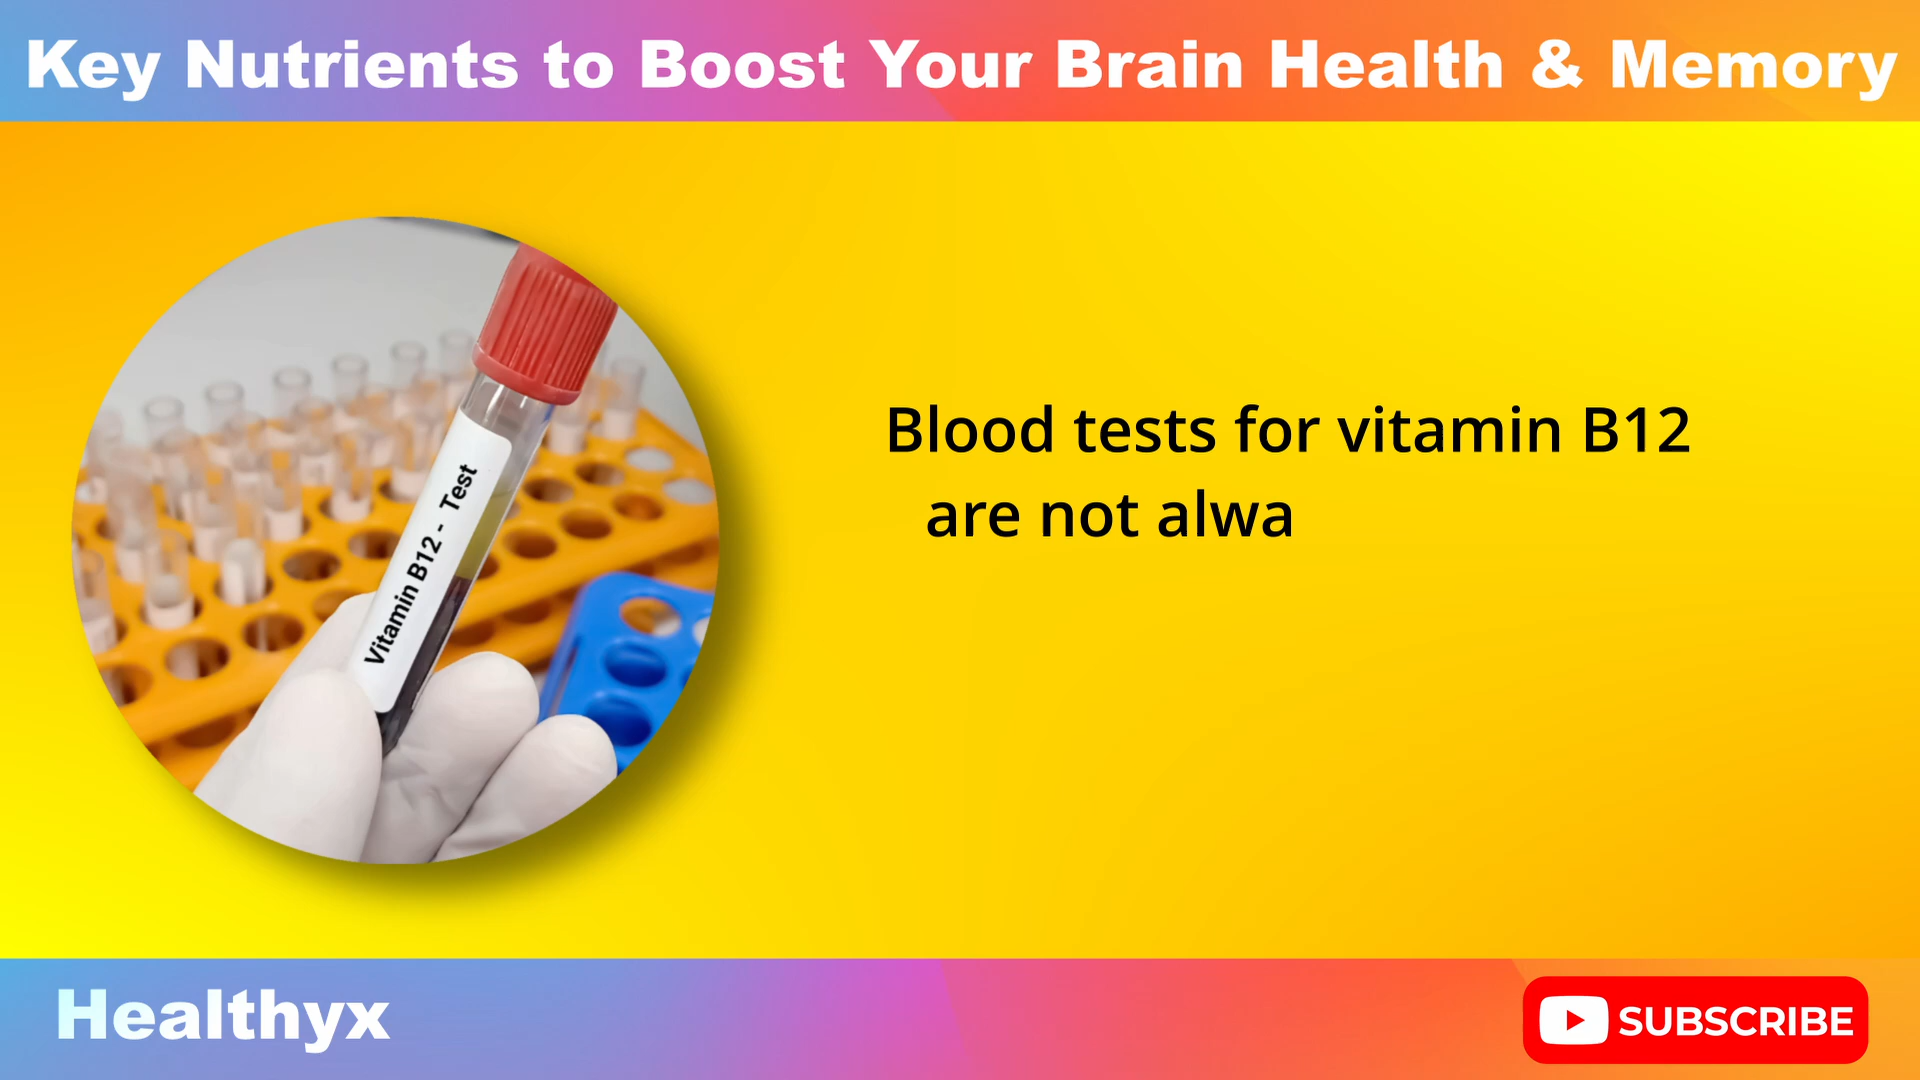 Key Nutrients to Boost Your Brain Health & Memory
Vitamin B12 - Test
Blood tests for vitamin B12
are not alwa
Healthyx
SUBSCRIBE